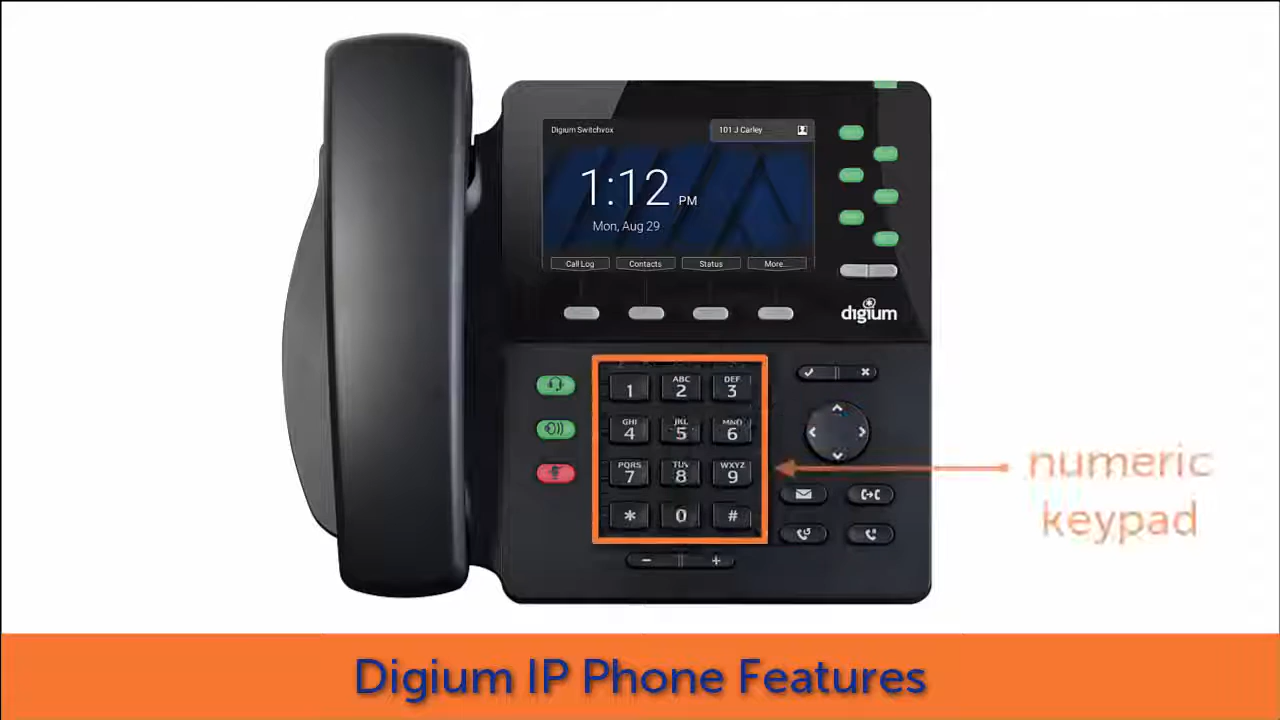 Digium Switchvox
101 J Carley
1:12 PM
Mon, Aug 29
Call Log Contacts Status More...
digium
1 ABC 2 DEF 3
GHI 4 JKL 5 MNO 6
PQRS 7 TUV 8 WXYZ 9
* 0 #
- +
numeric
keypad
Digium IP Phone Features